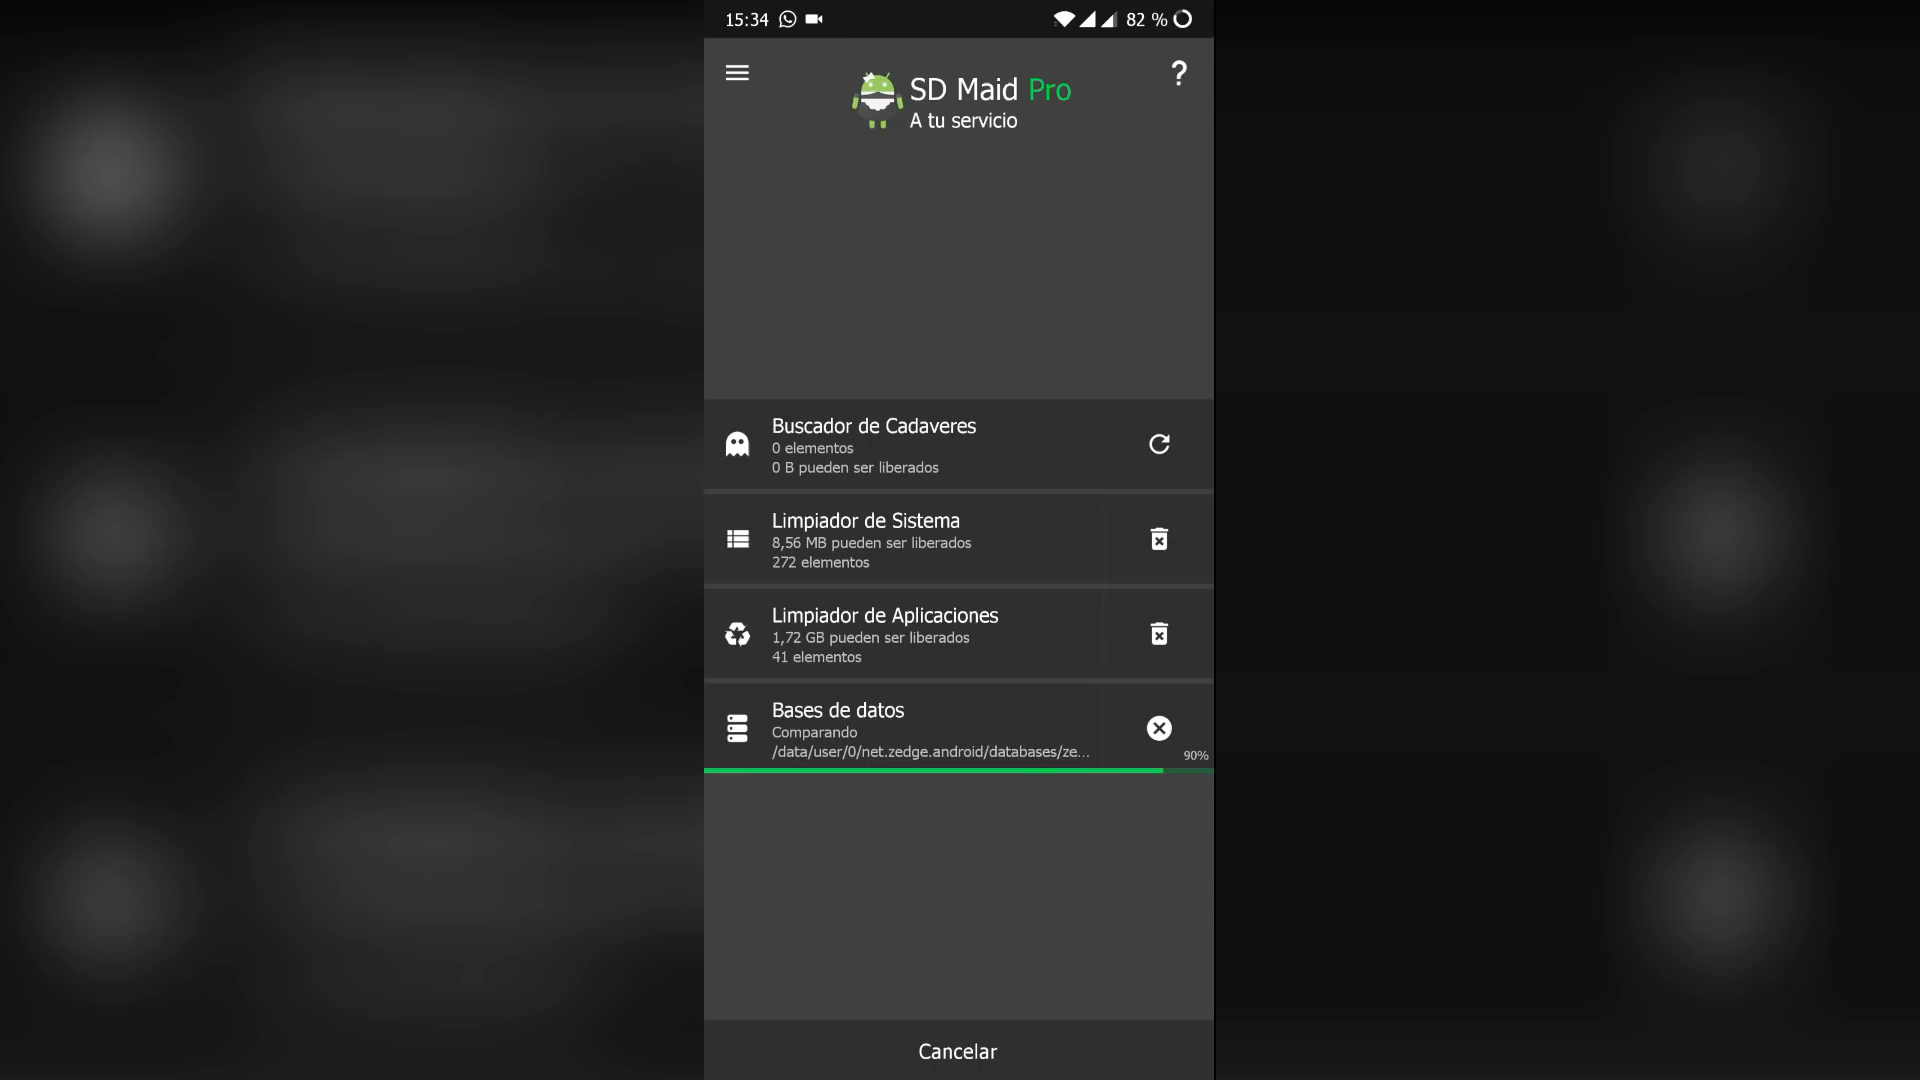 15:34 82 %
SD Maid Pro
A tu servicio
?
Buscador de Cadaveres
0 elementos
0 B pueden ser liberados
Limpiador de Sistema
8,56 MB pueden ser liberados
272 elementos
Limpiador de Aplicaciones
1,72 GB pueden ser liberados
41 elementos
Bases de datos
Comparando
/data/user/0/net.zedge.android/databases/ze...
90%
Cancelar